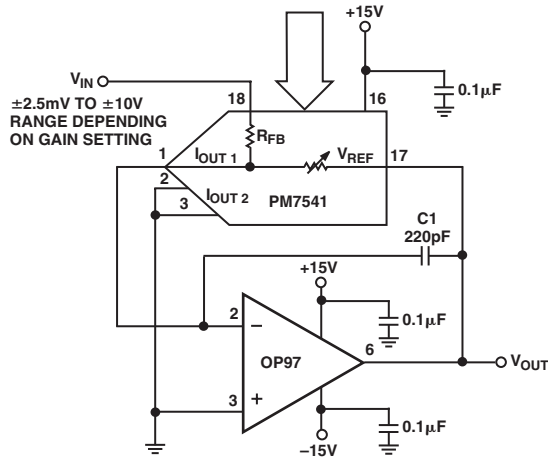 +15V
V_IN
±2.5mV TO ±10V
RANGE DEPENDING
ON GAIN SETTING
18
16
0.1μF
R_FB
1
I_OUT 1
V_REF
17
2
I_OUT 2
3
PM7541
C1
220pF
+15V
0.1μF
2
−
OP97
6
V_OUT
3
+
0.1μF
−15V